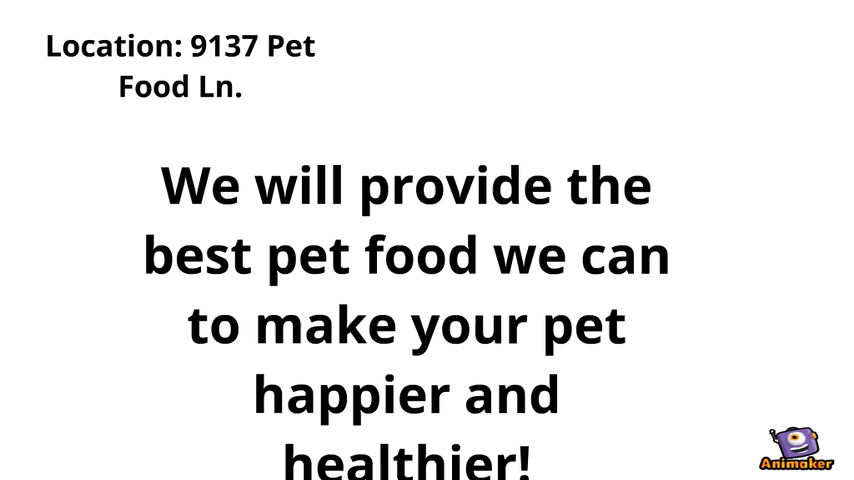 Location: 9137 Pet
Food Ln.
We will provide the
best pet food we can
to make your pet
happier and
healthier!
Animaker